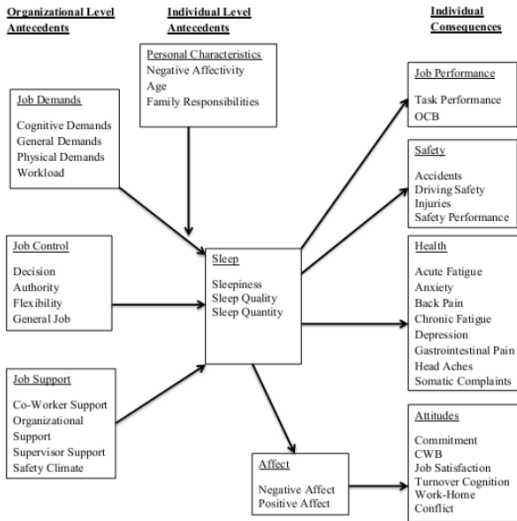 Organizational Level
Antecedents
Individual Level
Antecedents
Individual
Consequences
Personal Characteristics
Negative Affectivity
Age
Family Responsibilities
Job Demands
Cognitive Demands
General Demands
Physical Demands
Workload
Job Control
Decision
Authority
Flexibility
General Job
Job Support
Co-Worker Support
Organizational
Support
Supervisor Support
Safety Climate
Sleep
Sleepiness
Sleep Quality
Sleep Quantity
Affect
Negative Affect
Positive Affect
Job Performance
Task Performance
OCB
Safety
Accidents
Driving Safety
Injuries
Safety Performance
Health
Acute Fatigue
Anxiety
Back Pain
Chronic Fatigue
Depression
Gastrointestinal Pain
Head Aches
Somatic Complaints
Attitudes
Commitment
CWB
Job Satisfaction
Turnover Cognition
Work-Home
Conflict